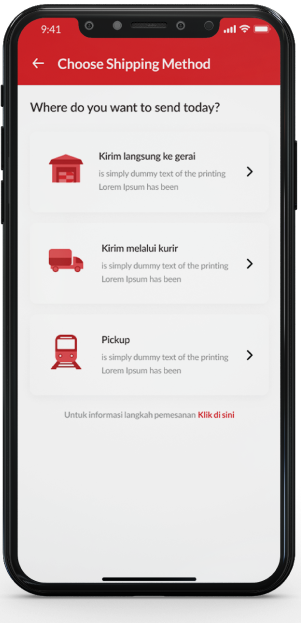 9:41
Choose Shipping Method
Where do you want to send today?
Kirim langsung ke gerai
is simply dummy text of the printing
Lorem Ipsum has been
Kirim melalui kurir
is simply dummy text of the printing
Lorem Ipsum has been
Pickup
is simply dummy text of the printing
Lorem Ipsum has been
Untuk informasi langkah pemesanan Klik di sini